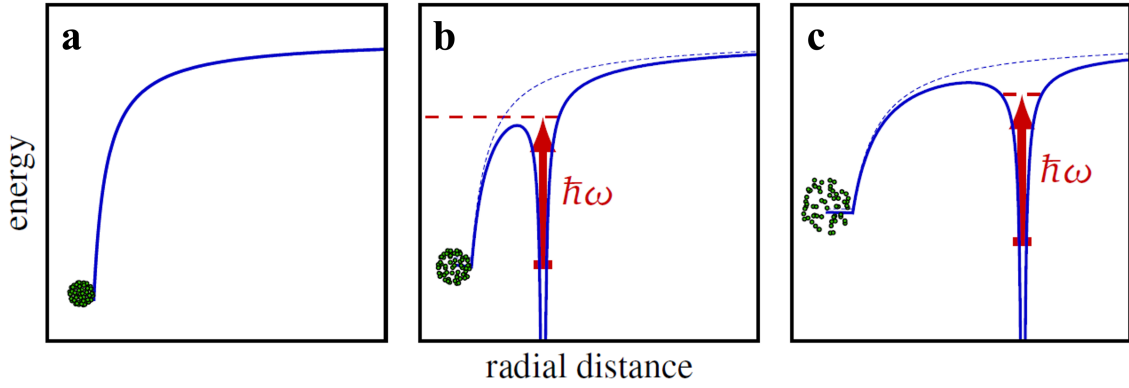 a
b
c
energy
ħω
ħω
radial distance